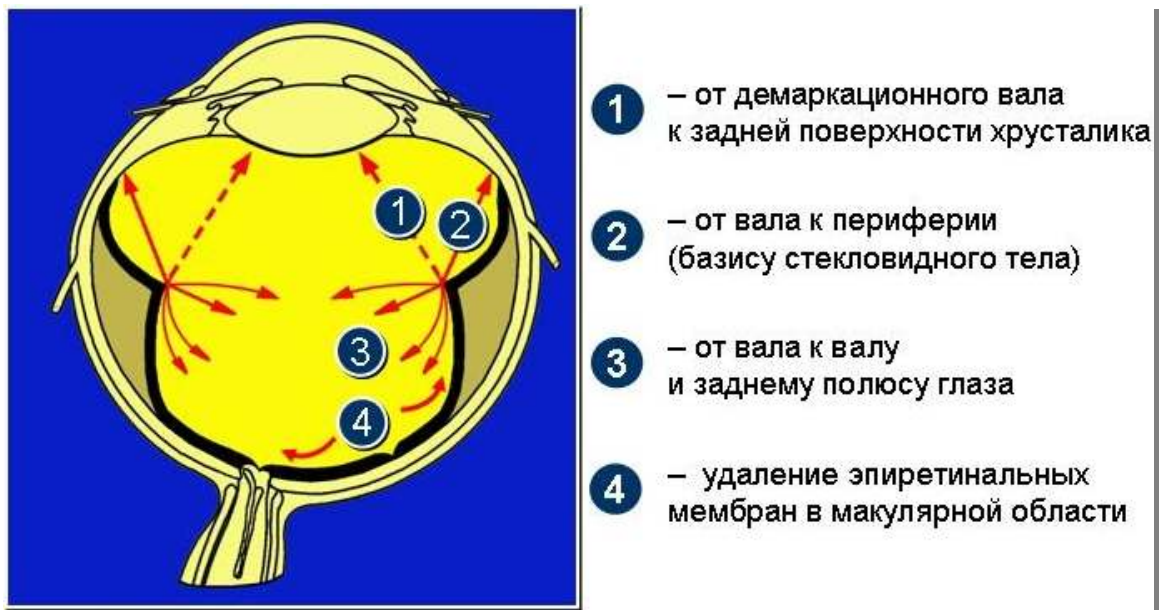 1
2
3
4
1 – от демаркационного вала
к задней поверхности хрусталика
2 – от вала к периферии
(базису стекловидного тела)
3 – от вала к валу
и заднему полюсу глаза
4 – удаление эпиретинальных
мембран в макулярной области